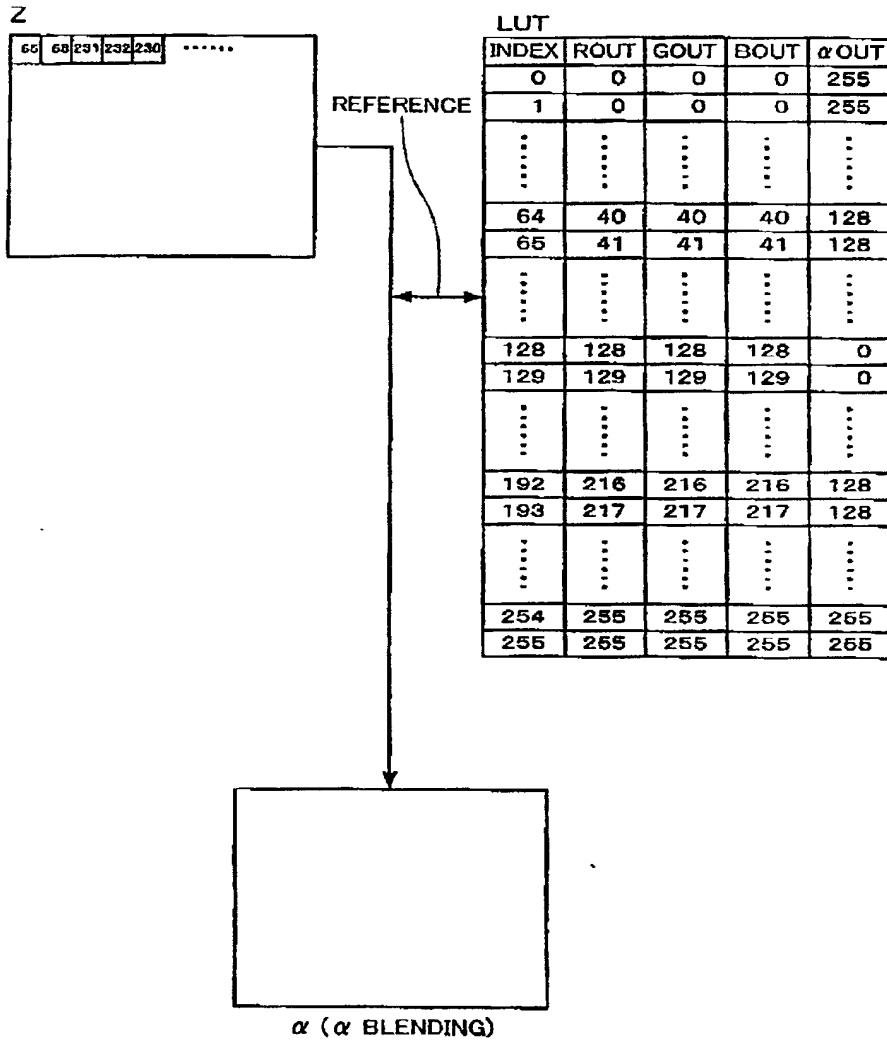 Z
65 68 231 232 230 ······
REFERENCE
LUT
INDEX ROUT GOUT BOUT αOUT
0 0 0 0 255
1 0 0 0 255
64 40 40 40 128
65 41 41 41 128
128 128 128 128 0
129 129 129 129 0
192 216 216 216 128
193 217 217 217 128
254 255 255 255 255
255 255 255 255 255
α (α BLENDING)